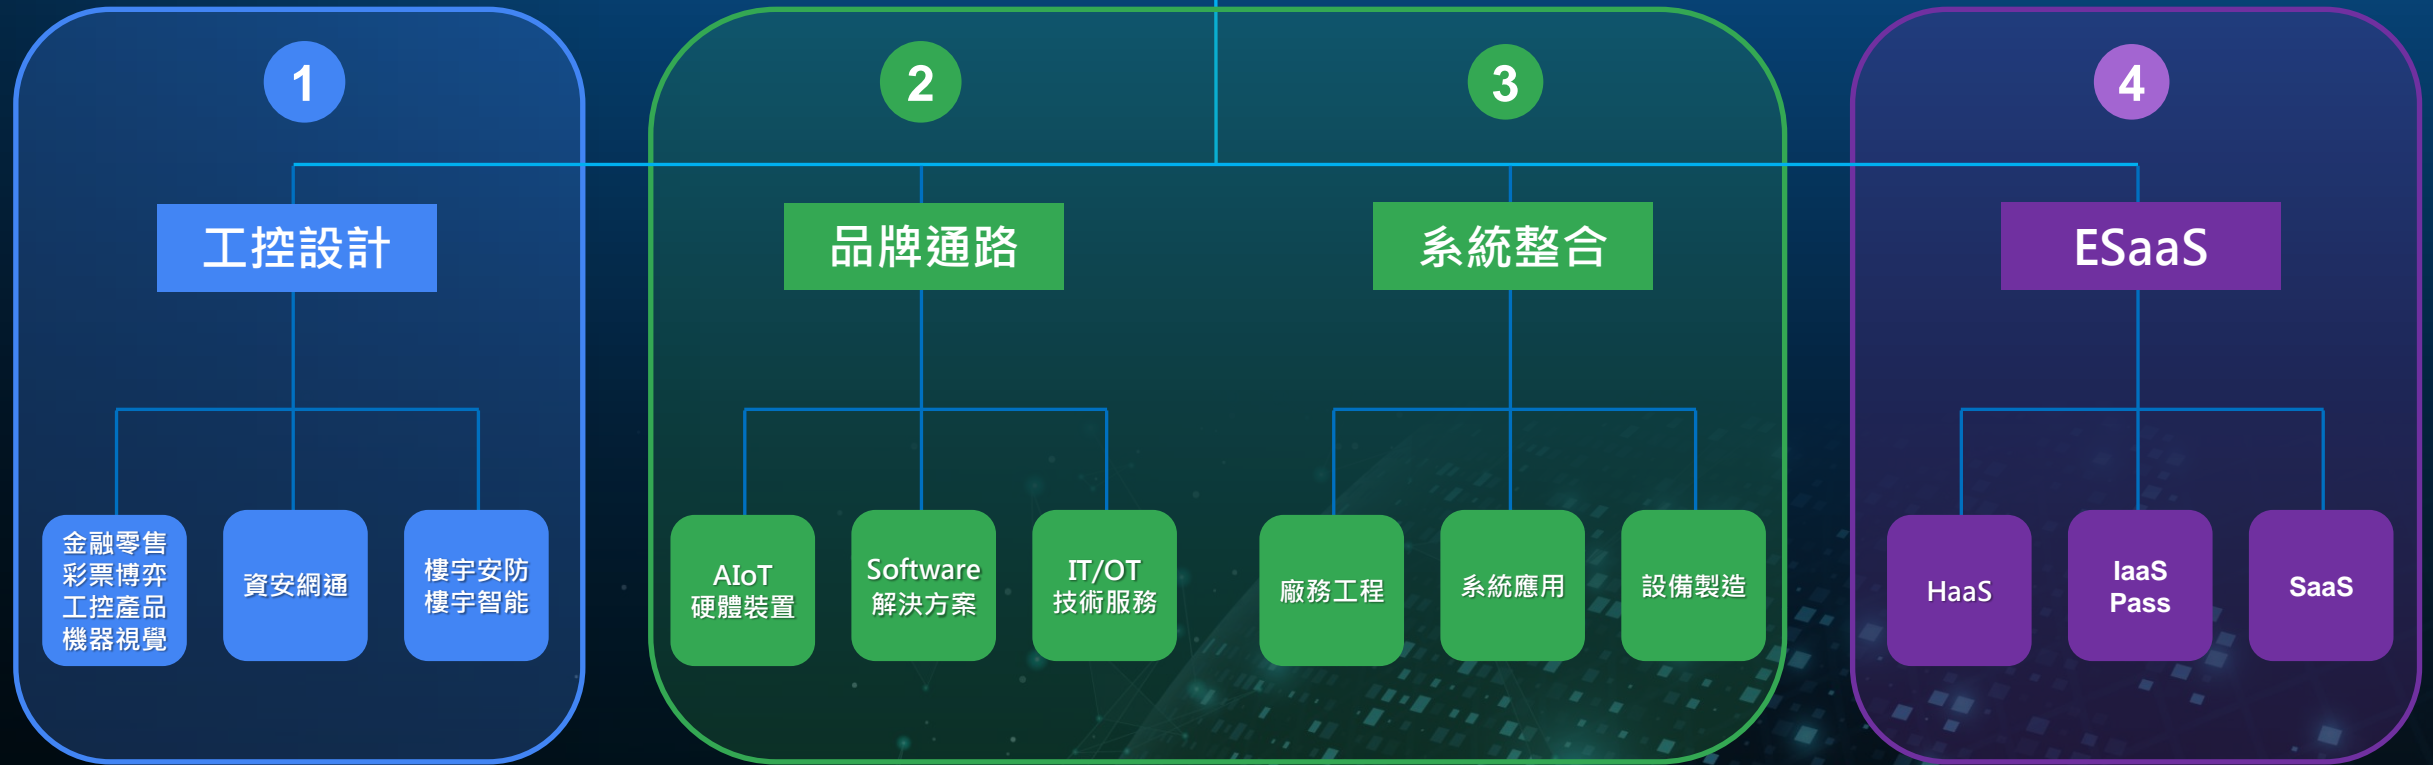 1
2
3
4
工控設計
品牌通路
系統整合
ESaaS
金融零售
彩票博弈
工控產品
機器視覺
資安網通
樓宇安防
樓宇智能
AIoT
硬體裝置
Software
解決方案
IT/OT
技術服務
廠務工程
系統應用
設備製造
HaaS
IaaS
Pass
SaaS